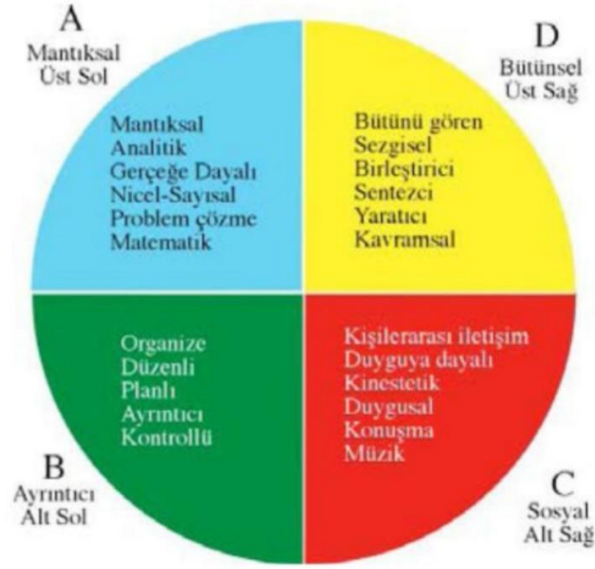 A
Mantıksal
Üst Sol
D
Bütünsel
Üst Sağ
Mantıksal
Analitik
Gerçeğe Dayalı
Nicel-Sayısal
Problem çözme
Matematik
Bütünü gören
Sezgisel
Birleştirici
Sentezci
Yaratıcı
Kavramsal
Organize
Düzenli
Planlı
Ayrıntıcı
Kontrollü
Kişilerarası iletişim
Duyguya dayalı
Kinestetik
Duygusal
Konuşma
Müzik
B
Ayrıntıcı
Alt Sol
C
Sosyal
Alt Sağ